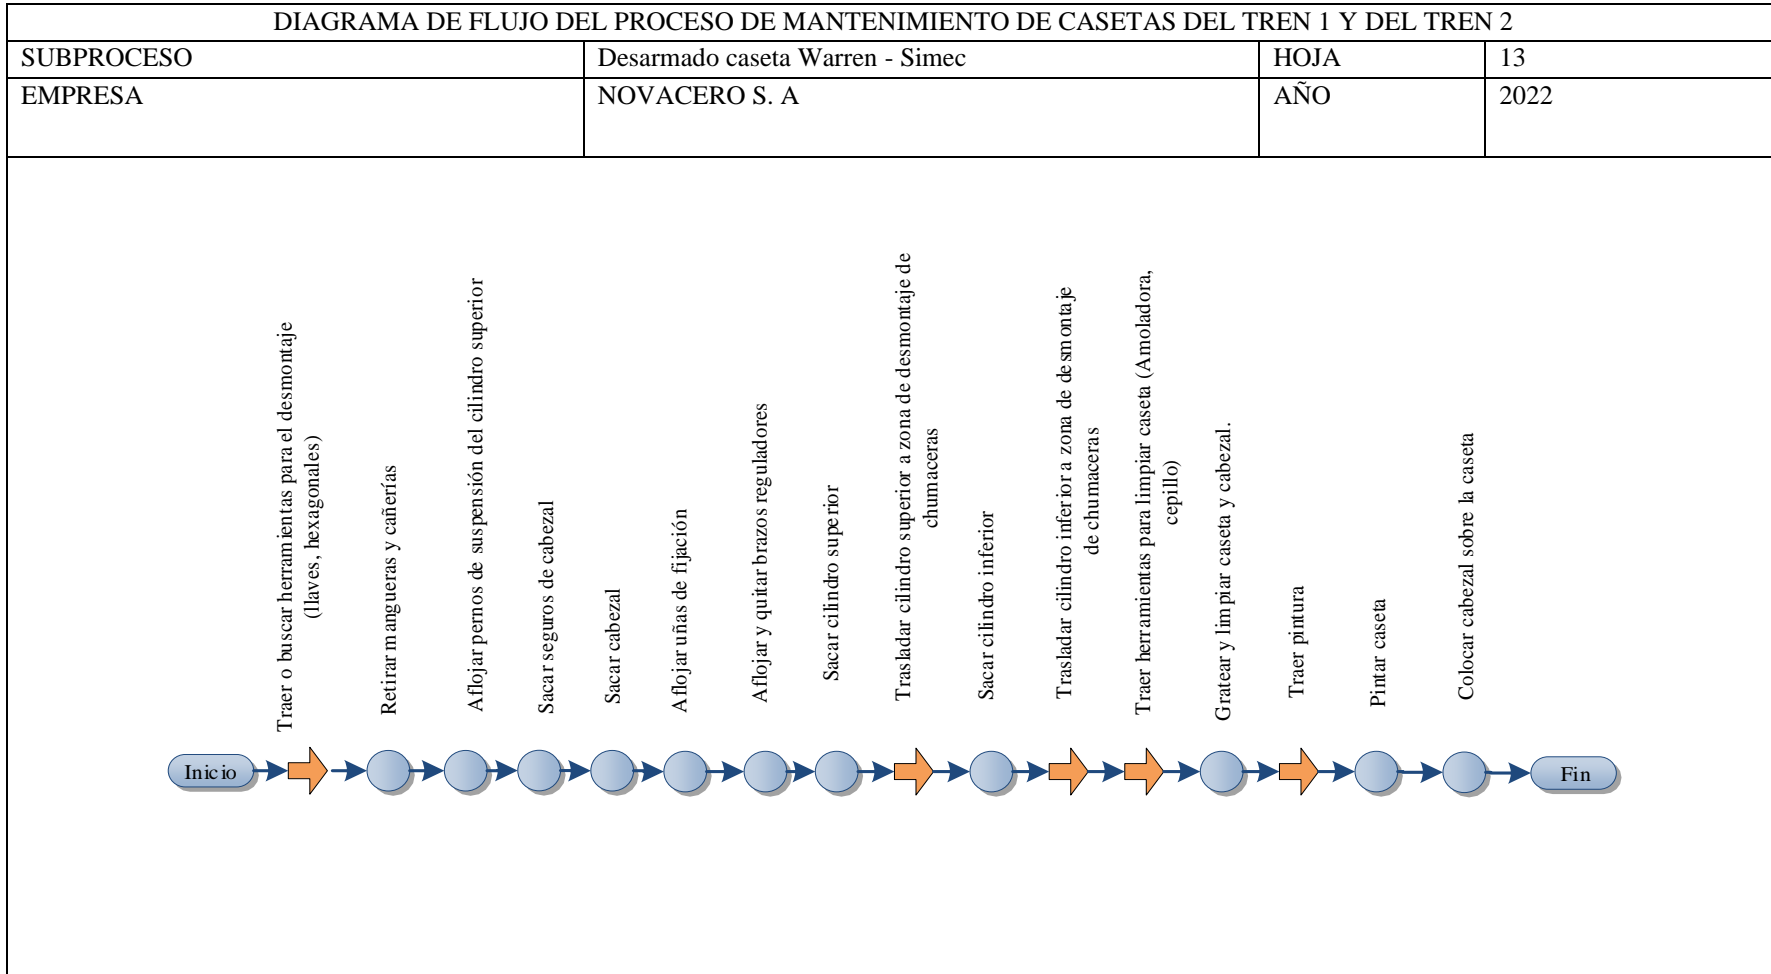 DIAGRAMA DE FLUJO DEL PROCESO DE MANTENIMIENTO DE CASETAS DEL TREN 1 Y DEL TREN 2
SUBPROCESO Desarmado caseta Warren - Simec HOJA 13
EMPRESA NOVACERO S. A AÑO 2022
Traer o buscar herramientas para el desmontaje
(llaves, hexagonales)
Retirar mangueras y cañerías
Aflojar pernos de suspensión del cilindro superior
Sacar seguros de cabezal
Sacar cabezal
Aflojar uñas de fijación
Aflojar y quitar brazos reguladores
Sacar cilindro superior
Trasladar cilindro superior a zona de desmontaje de
chumaceras
Sacar cilindro inferior
Trasladar cilindro inferior a zona de desmontaje
de chumaceras
Traer herramientas para limpiar caseta (Amoladora,
cepillo)
Gratear y limpiar caseta y cabezal.
Traer pintura
Pintar caseta
Colocar cabezal sobre la caseta
Inicio
Fin